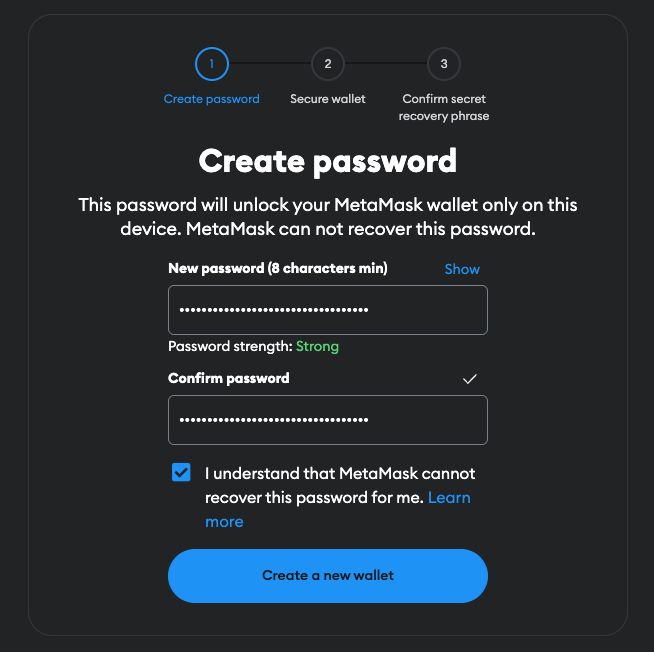 1 2 3
Create password Secure wallet Confirm secret
recovery phrase
Create password
This password will unlock your MetaMask wallet only on this
device. MetaMask can not recover this password.
New password (8 characters min) Show
••••••••••••••••••••••••••••••••••
Password strength: Strong
Confirm password
••••••••••••••••••••••••••••••••••
I understand that MetaMask cannot
recover this password for me. Learn
more
Create a new wallet